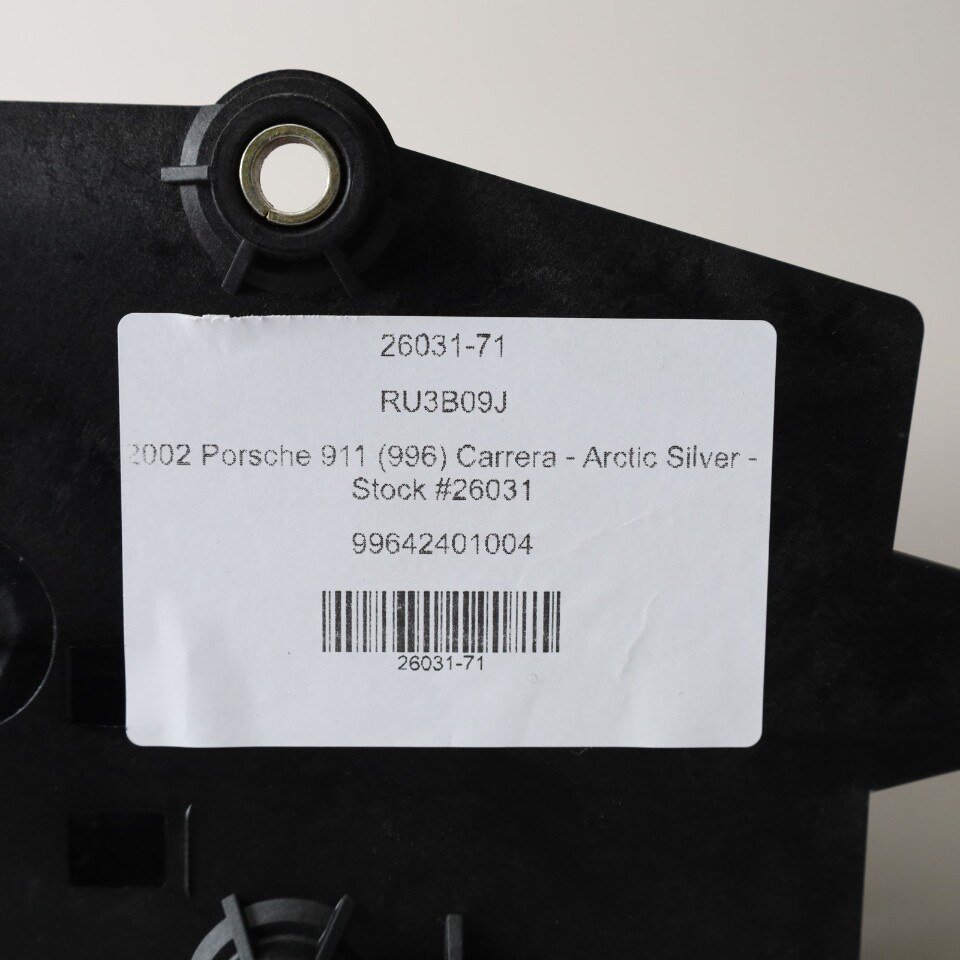 26031-71
RU3B09J
2002 Porsche 911 (996) Carrera - Arctic Silver -
Stock #26031
99642401004
26031-71